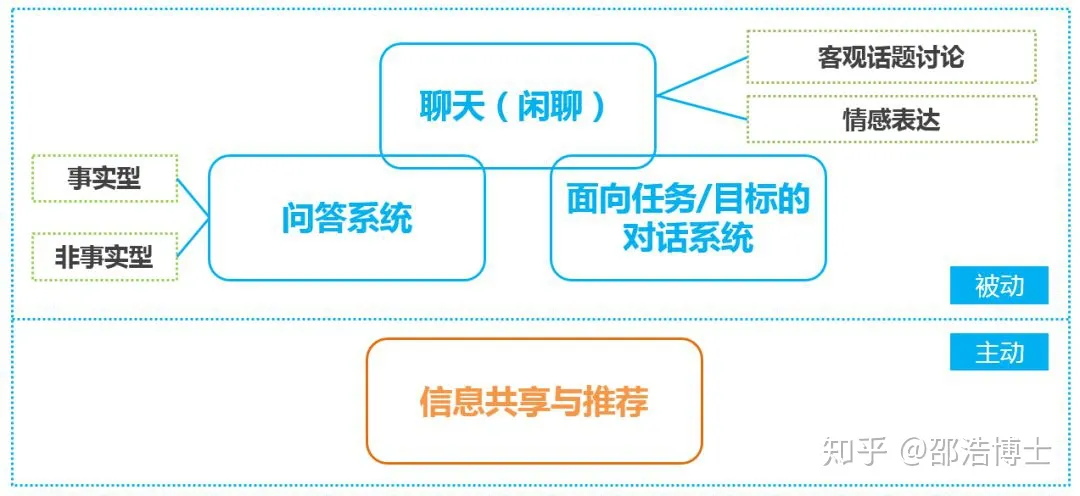 客观话题讨论
聊天（闲聊）
情感表达
事实型
问答系统
面向任务/目标的
对话系统
非事实型
被动
主动
信息共享与推荐
知乎 @邵浩博士